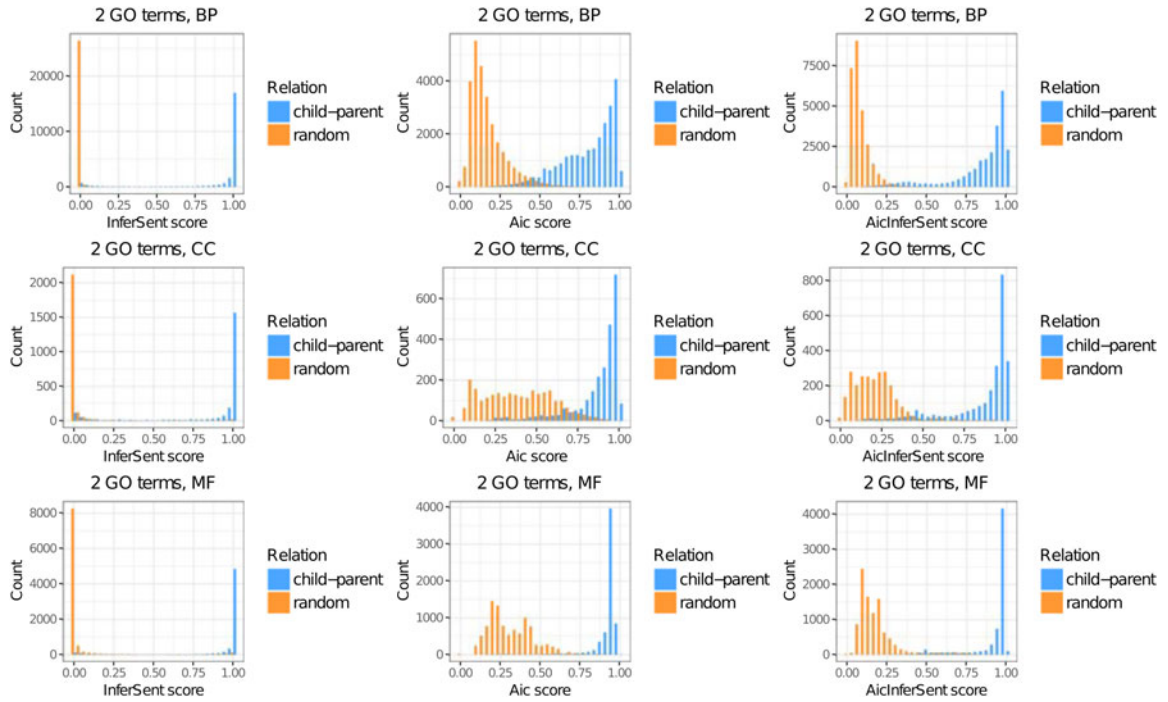 2 GO terms, BP
Count
20000
10000
0
0.00 0.25 0.50 0.75 1.00
InferSent score
Relation
child−parent
random
2 GO terms, BP
Count
4000
2000
0
0.00 0.25 0.50 0.75 1.00
Aic score
Relation
child−parent
random
2 GO terms, BP
Count
7500
5000
2500
0
0.00 0.25 0.50 0.75 1.00
AicInferSent score
Relation
child−parent
random
2 GO terms, CC
Count
2000
1500
1000
500
0
0.00 0.25 0.50 0.75 1.00
InferSent score
Relation
child−parent
random
2 GO terms, CC
Count
600
400
200
0
0.00 0.25 0.50 0.75 1.00
Aic score
Relation
child−parent
random
2 GO terms, CC
Count
800
600
400
200
0
0.00 0.25 0.50 0.75 1.00
AicInferSent score
Relation
child−parent
random
2 GO terms, MF
Count
8000
6000
4000
2000
0
0.00 0.25 0.50 0.75 1.00
InferSent score
Relation
child−parent
random
2 GO terms, MF
Count
4000
3000
2000
1000
0
0.00 0.25 0.50 0.75 1.00
Aic score
Relation
child−parent
random
2 GO terms, MF
Count
4000
3000
2000
1000
0
0.00 0.25 0.50 0.75 1.00
AicInferSent score
Relation
child−parent
random